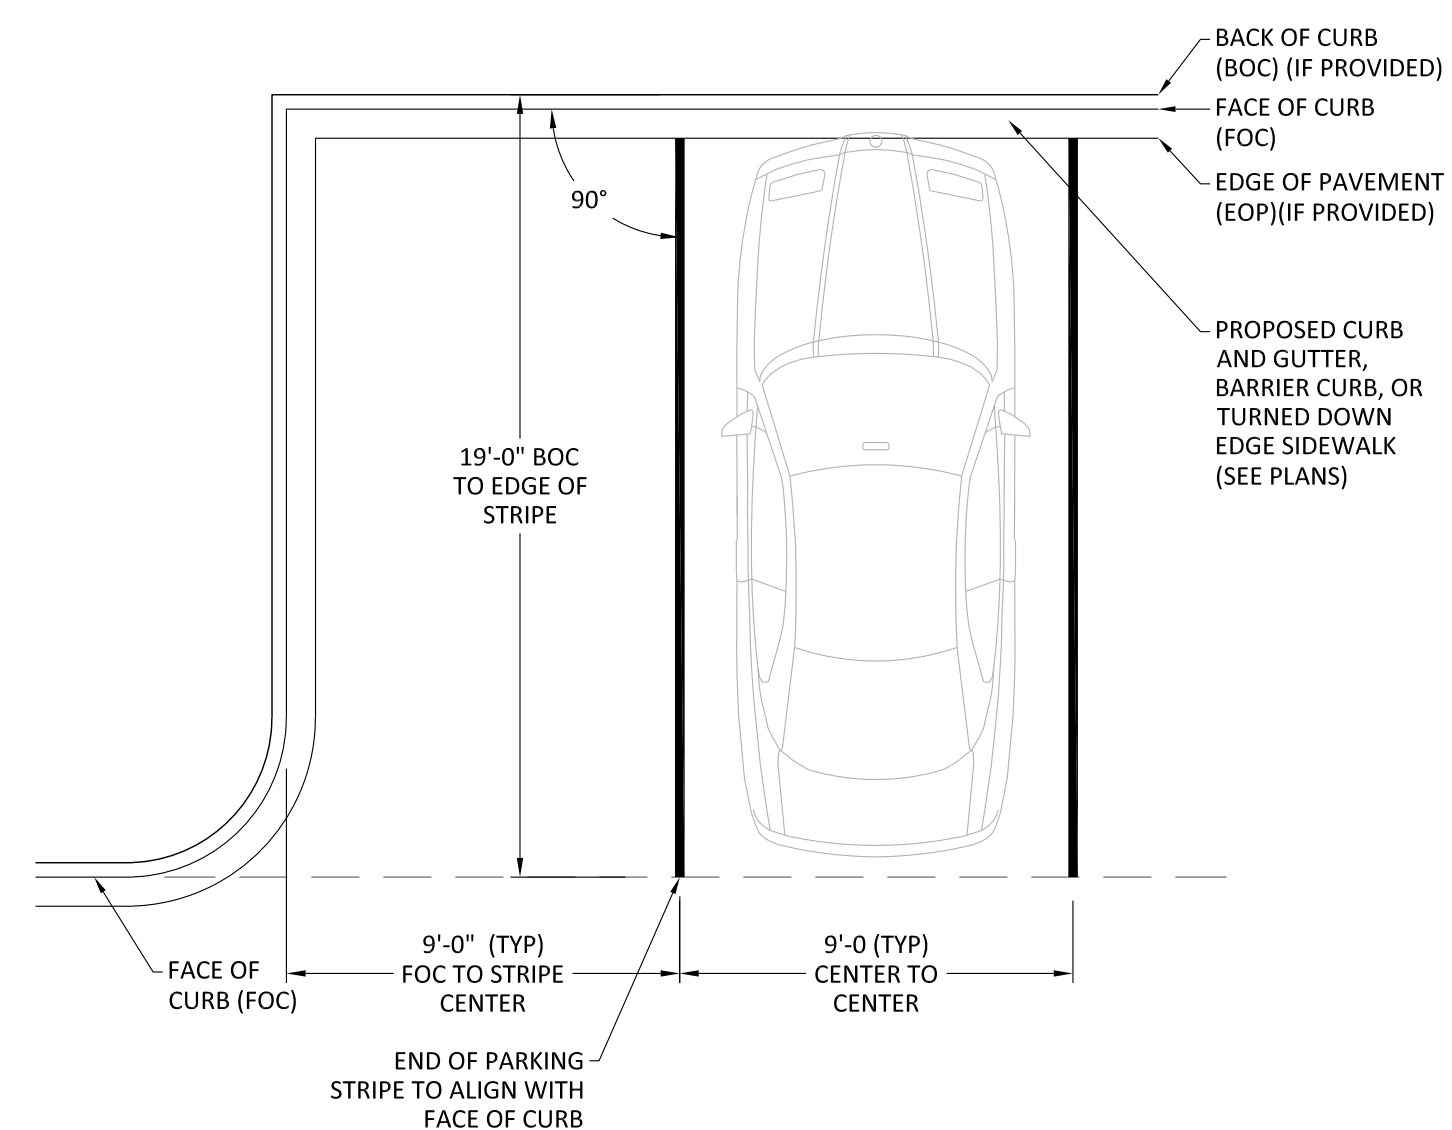 BACK OF CURB
(BOC) (IF PROVIDED)
FACE OF CURB
(FOC)
EDGE OF PAVEMENT
(EOP)(IF PROVIDED)
90°
PROPOSED CURB
AND GUTTER,
BARRIER CURB, OR
TURNED DOWN
EDGE SIDEWALK
(SEE PLANS)
19'-0" BOC
TO EDGE OF
STRIPE
FACE OF
CURB (FOC)
9'-0" (TYP)
FOC TO STRIPE
CENTER
9'-0 (TYP)
CENTER TO
CENTER
END OF PARKING
STRIPE TO ALIGN WITH
FACE OF CURB